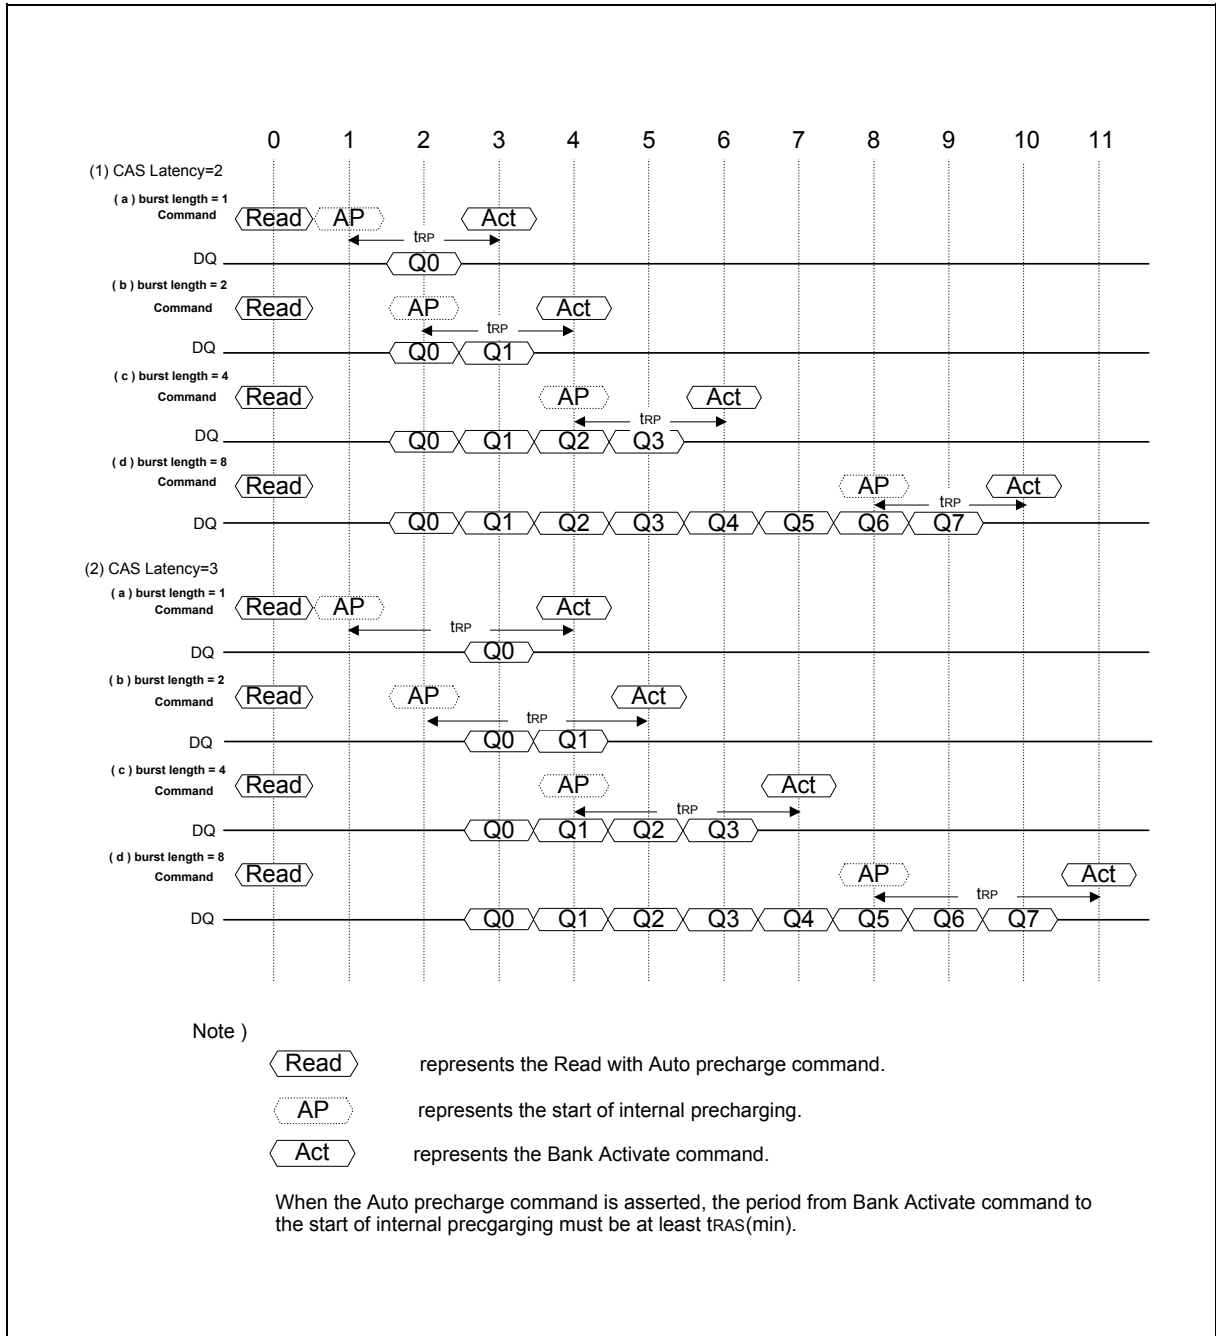 0 1 2 3 4 5 6 7 8 9 10 11
(1) CAS Latency=2
( a ) burst length = 1
Command Read AP Act
tRP
DQ Q0
( b ) burst length = 2
Command Read AP Act
tRP
DQ Q0 Q1
( c ) burst length = 4
Command Read AP Act
tRP
DQ Q0 Q1 Q2 Q3
( d ) burst length = 8
Command Read AP Act
tRP
DQ Q0 Q1 Q2 Q3 Q4 Q5 Q6 Q7
(2) CAS Latency=3
( a ) burst length = 1
Command Read AP Act
tRP
DQ Q0
( b ) burst length = 2
Command Read AP Act
tRP
DQ Q0 Q1
( c ) burst length = 4
Command Read AP Act
tRP
DQ Q0 Q1 Q2 Q3
( d ) burst length = 8
Command Read AP Act
tRP
DQ Q0 Q1 Q2 Q3 Q4 Q5 Q6 Q7
Note )
Read represents the Read with Auto precharge command.
AP represents the start of internal precharging.
Act represents the Bank Activate command.
When the Auto precharge command is asserted, the period from Bank Activate command to
the start of internal precgarging must be at least tRAS(min).